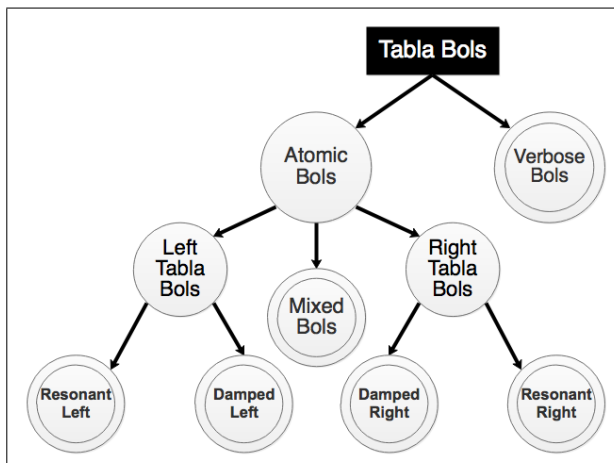 Tabla Bols
Atomic
Bols
Verbose
Bols
Left
Tabla
Bols
Mixed
Bols
Right
Tabla
Bols
Resonant
Left
Damped
Left
Damped
Right
Resonant
Right